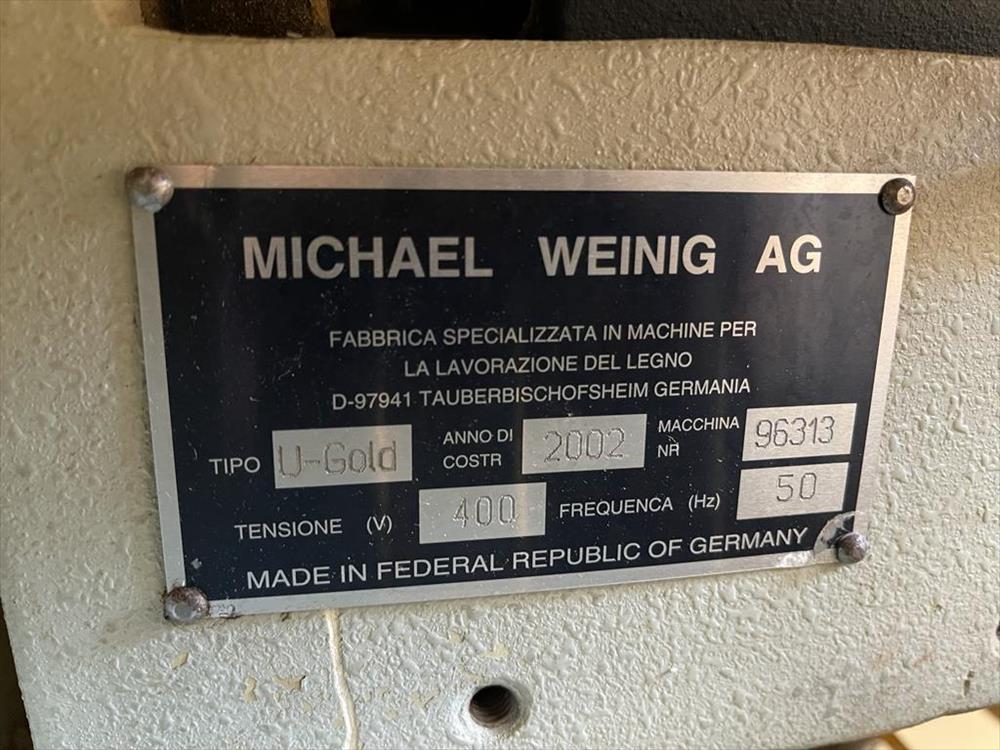 MICHAEL WEINIG AG
FABBRICA SPECIALIZZATA IN MACHINE PER
LA LAVORAZIONE DEL LEGNO
D-97941 TAUBERBISCHOFSHEIM GERMANIA
TIPO U-Gold ANNO DI COSTR 2002 MACCHINA NR 96313
TENSIONE (V) 400 FREQUENCA (Hz) 50
MADE IN FEDERAL REPUBLIC OF GERMANY